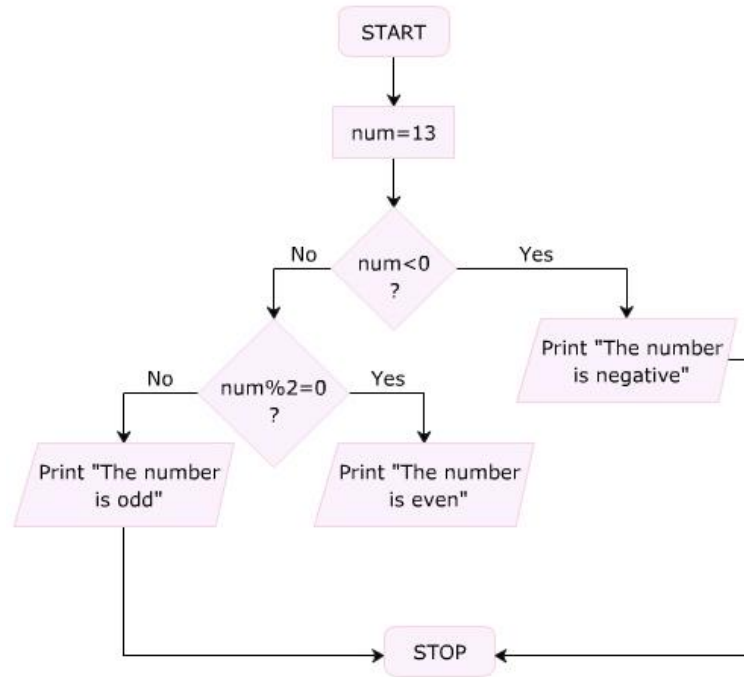 START
num=13
num<0
?
No
Yes
Print "The number
is negative"
num%2=0
?
No
Yes
Print "The number
is odd"
Print "The number
is even"
STOP